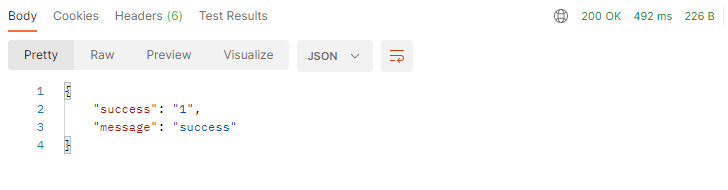 Body Cookies Headers (6) Test Results 200 OK 492 ms 226 B
Pretty Raw Preview Visualize JSON
1 {
2 "success": "1",
3 "message": "success"
4 }